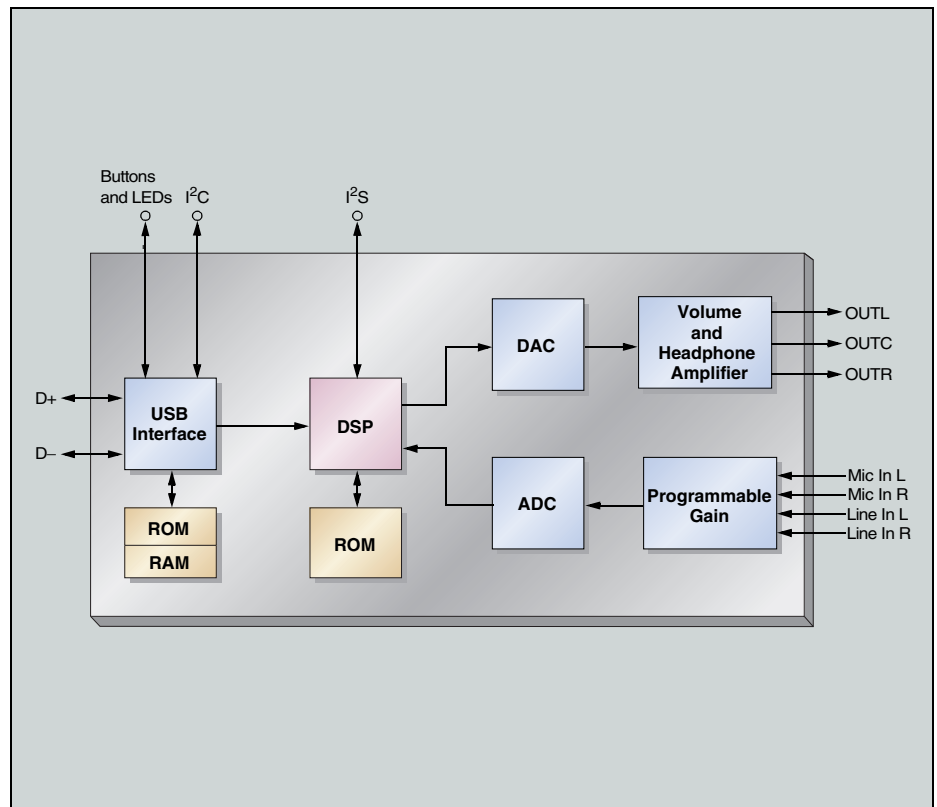 Buttons
and LEDs
I²C
I²S
DAC
Volume
and
Headphone
Amplifier
OUTL
OUTC
OUTR
D+
D–
USB
Interface
DSP
ADC
Programmable
Gain
Mic In L
Mic In R
Line In L
Line In R
ROM
RAM
ROM